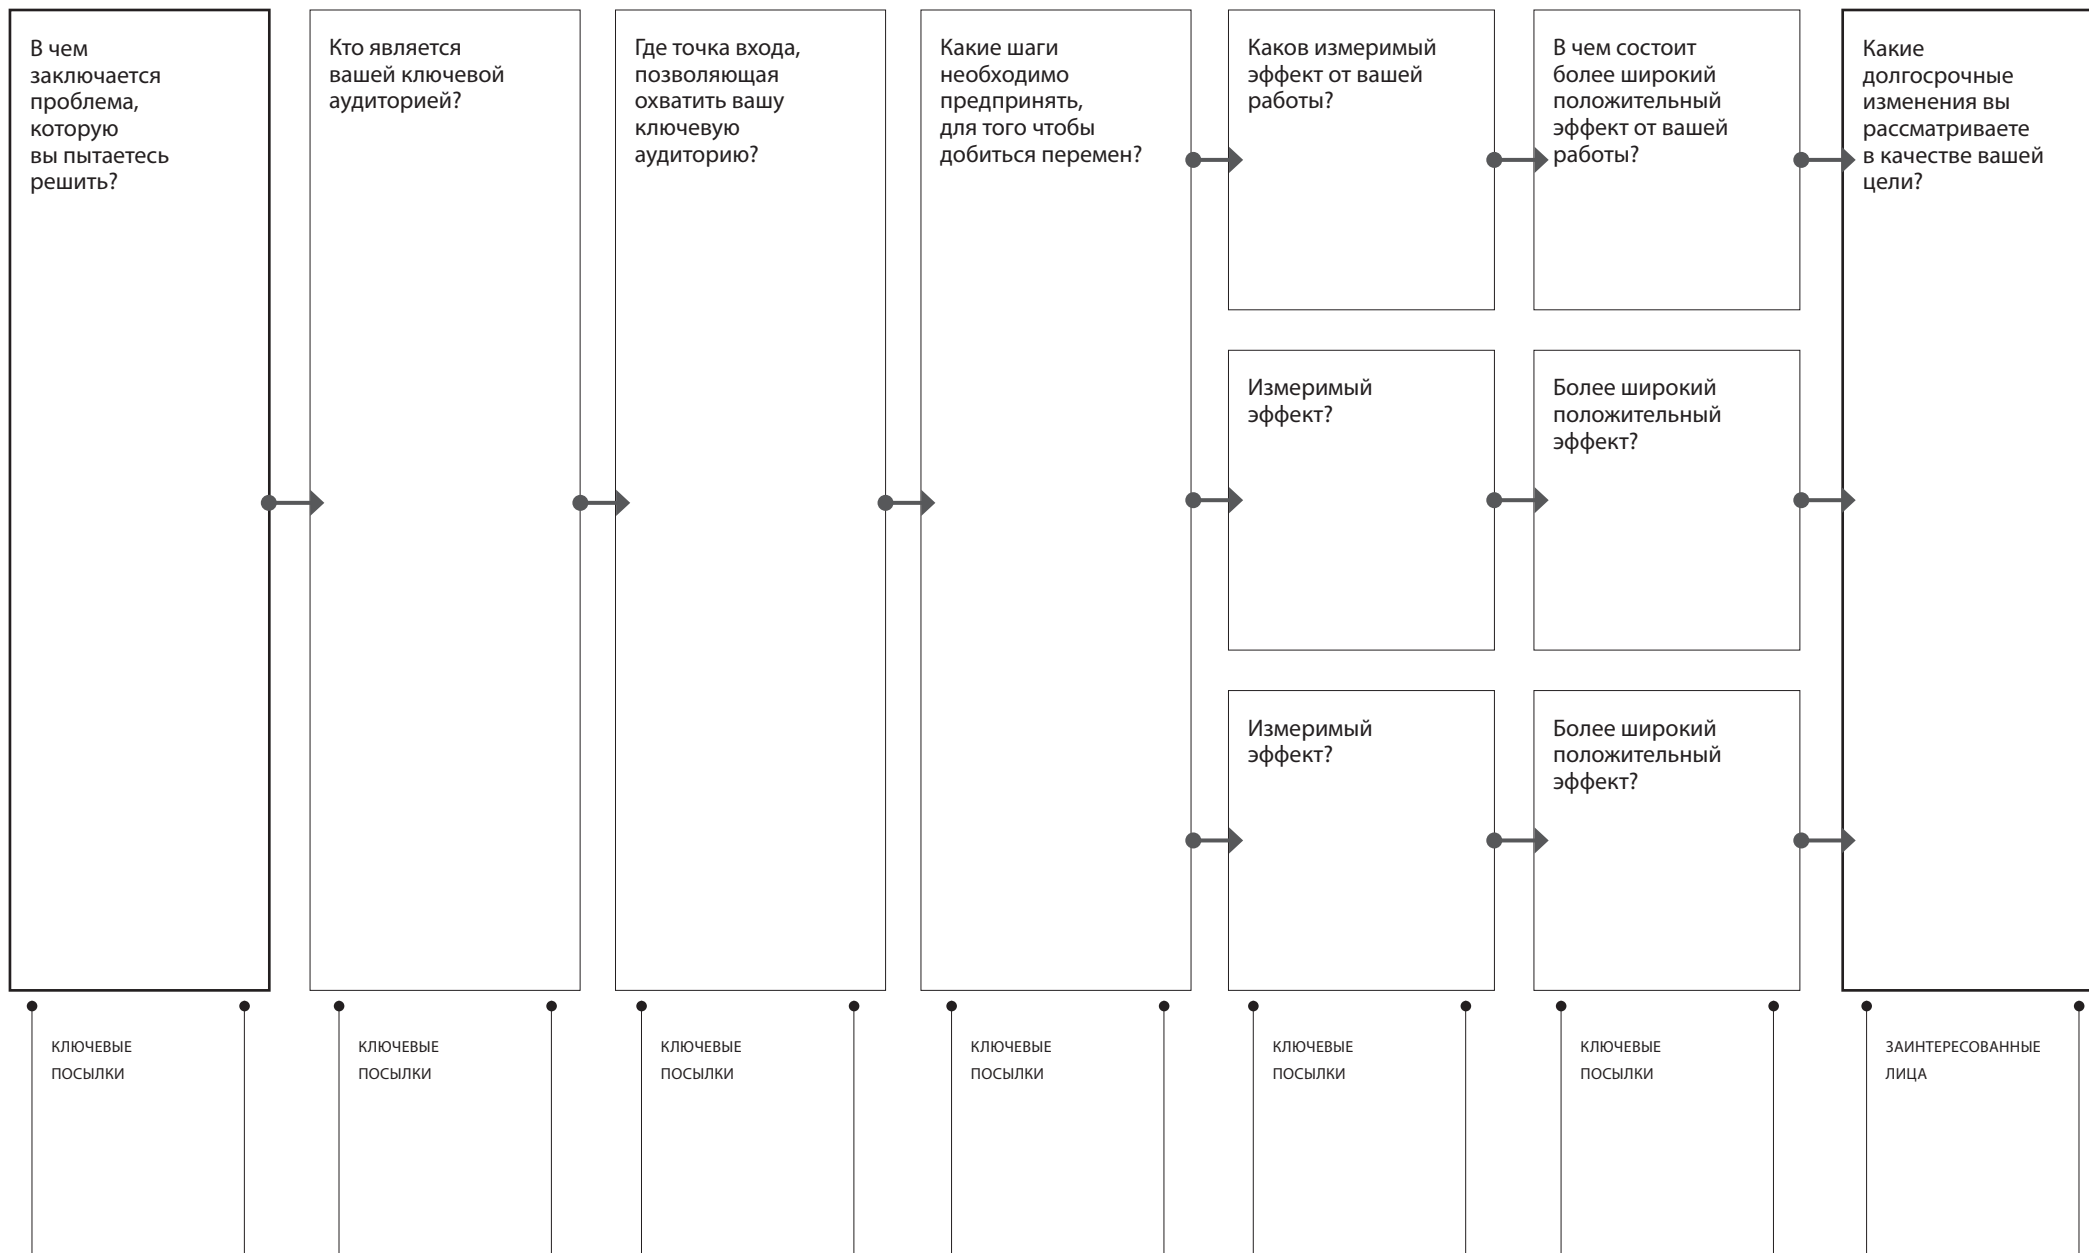 В чем
заключается
проблема,
которую
вы пытаетесь
решить?
Кто является
вашей ключевой
аудиторией?
Где точка входа,
позволяющая
охватить вашу
ключевую
аудиторию?
Какие шаги
необходимо
предпринять,
для того чтобы
добиться перемен?
Каков измеримый
эффект от вашей
работы?
В чем состоит
более широкий
положительный
эффект от вашей
работы?
Какие
долгосрочные
изменения вы
рассматриваете
в качестве вашей
цели?
Измеримый
эффект?
Более широкий
положительный
эффект?
Измеримый
эффект?
Более широкий
положительный
эффект?
КЛЮЧЕВЫЕ
ПОСЫЛКИ
КЛЮЧЕВЫЕ
ПОСЫЛКИ
КЛЮЧЕВЫЕ
ПОСЫЛКИ
КЛЮЧЕВЫЕ
ПОСЫЛКИ
КЛЮЧЕВЫЕ
ПОСЫЛКИ
КЛЮЧЕВЫЕ
ПОСЫЛКИ
ЗАИНТЕРЕСОВАННЫЕ
ЛИЦА